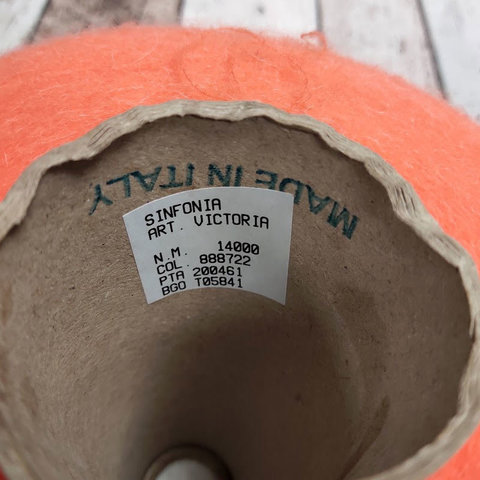 MADE IN ITALY
SINFONIA
ART. VICTORIA
N.M. 14000
COL. 888722
PTA 200461
BGO T05841